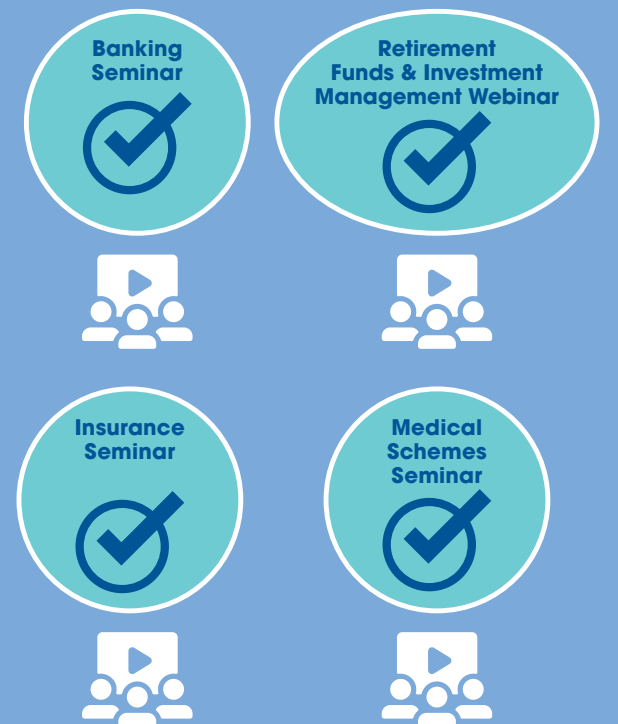 Banking
Seminar
Retirement
Funds & Investment
Management Webinar
Insurance
Seminar
Medical
Schemes
Seminar